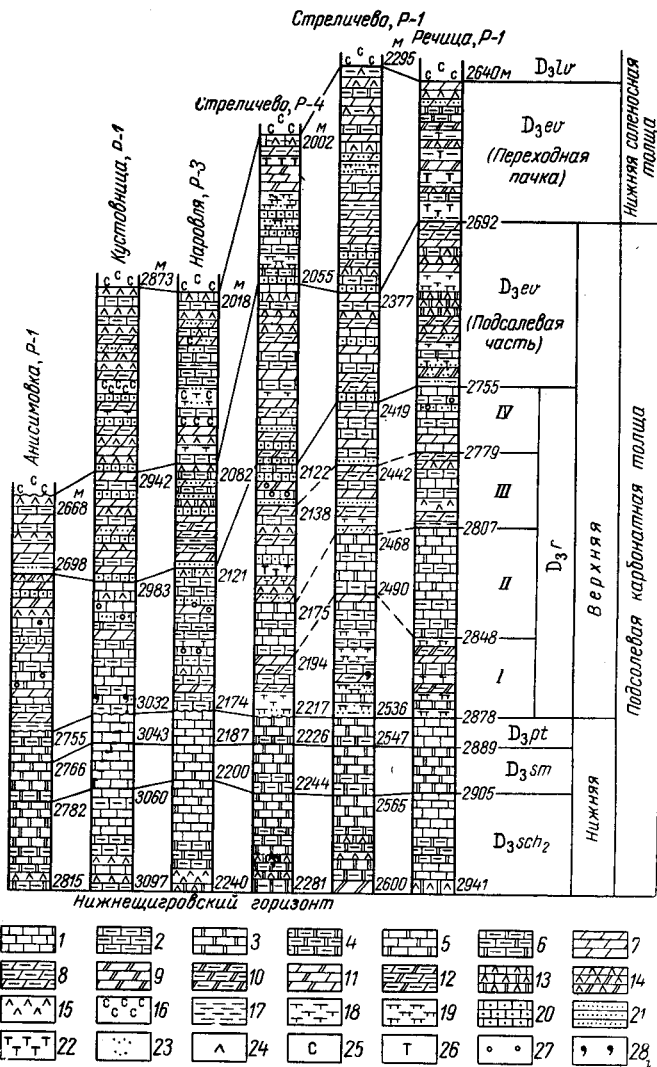 Стреличево, Р-1
Речица, Р-1
Стреличево, Р-4
Наровля, Р-3
Кустовница, Р-1
Анисимовка, Р-1
м
2668
2698
2755
2766
2782
2815
м
2873
2942
2983
3032
3043
3060
3097
м
2018
2082
2121
2174
2187
2200
2240
м
2002
2055
2122
2138
2175
2194
2217
2226
2244
2281
м
2295
2377
2419
2442
2468
2490
2536
2547
2565
2600
2640 м
2692
2755
2779
2807
2848
2878
2889
2905
2941
D₃lv
D₃ev
(Переходная
пачка)
D₃ev
(Подсолевая
часть)
IV
III
II
I
D₃r
D₃pt
D₃sm
D₃sch₂
Верхняя
Нижняя
Нижняя соленосная
толща
Подсолевая карбонатная толща
Нижнещигровский горизонт
1 2 3 4 5 6 7
8 9 10 11 12 13 14
15 16 17 18 19 20 21
22 23 24 25 26 27 28